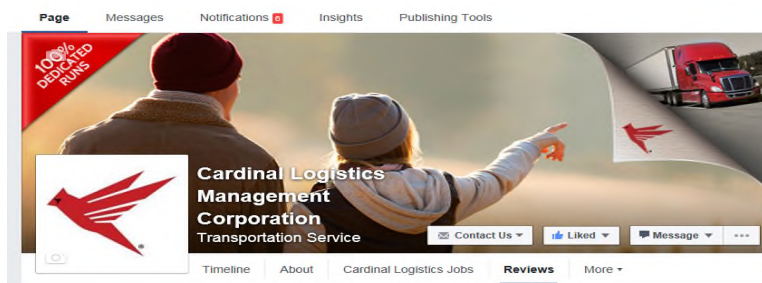 Page Messages Notifications 6 Insights Publishing Tools
100%
DEDICATED
RUNS
Cardinal Logistics
Management
Corporation
Transportation Service
Contact Us Liked Message
Timeline About Cardinal Logistics Jobs Reviews More